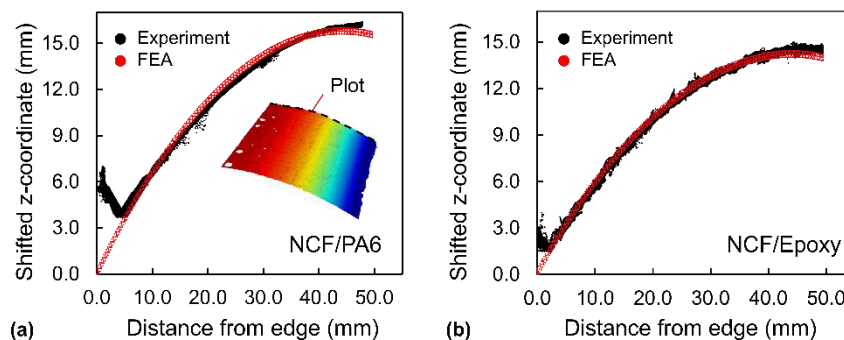 Shifted z-coordinate (mm)
15.0
12.0
9.0
6.0
3.0
0.0
Experiment
FEA
Plot
NCF/PA6
0.0 10.0 20.0 30.0 40.0 50.0
(a) Distance from edge (mm)
Shifted z-coordinate (mm)
15.0
12.0
9.0
6.0
3.0
0.0
Experiment
FEA
NCF/Epoxy
0.0 10.0 20.0 30.0 40.0 50.0
(b) Distance from edge (mm)